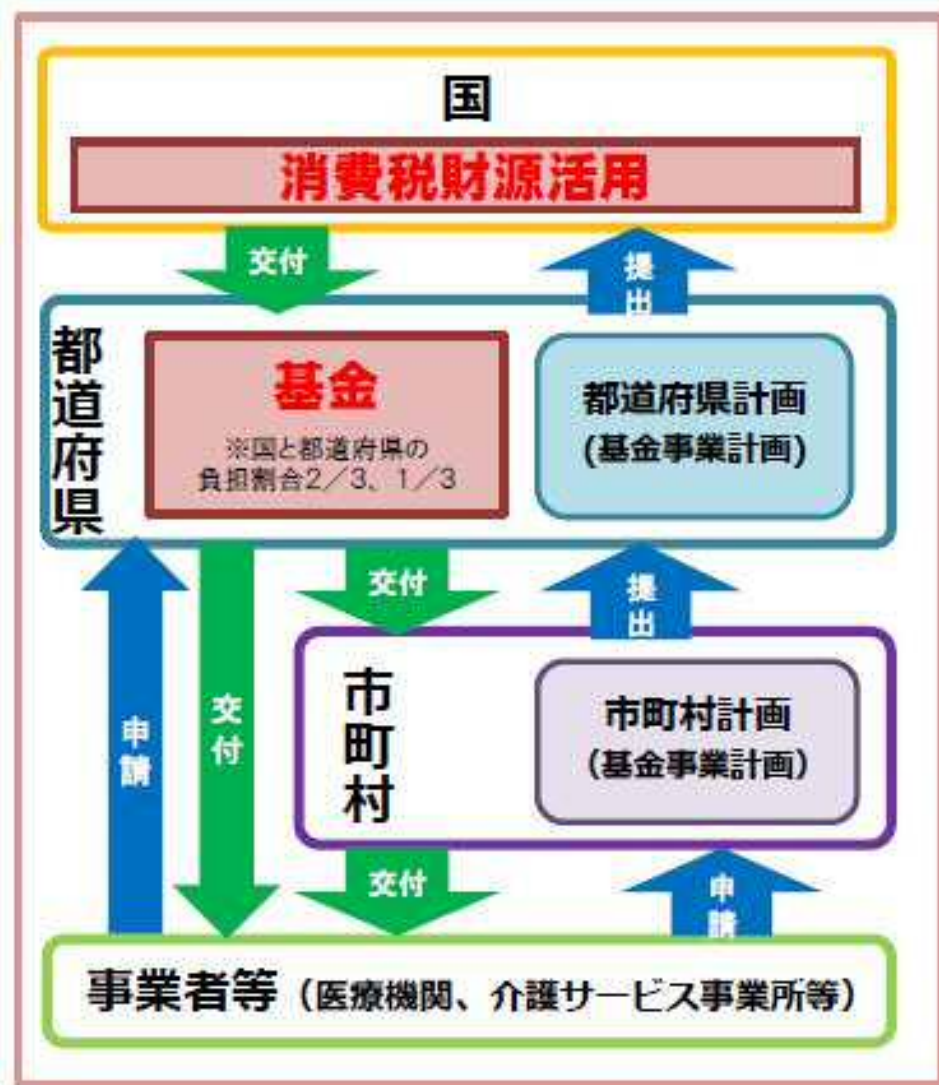 国
消費税財源活用
交付
提出
都道府県
基金
※国と都道府県の
負担割合2/3、1/3
都道府県計画
(基金事業計画)
申請
交付
交付
提出
市町村
市町村計画
（基金事業計画）
交付
申請
事業者等（医療機関、介護サービス事業所等）